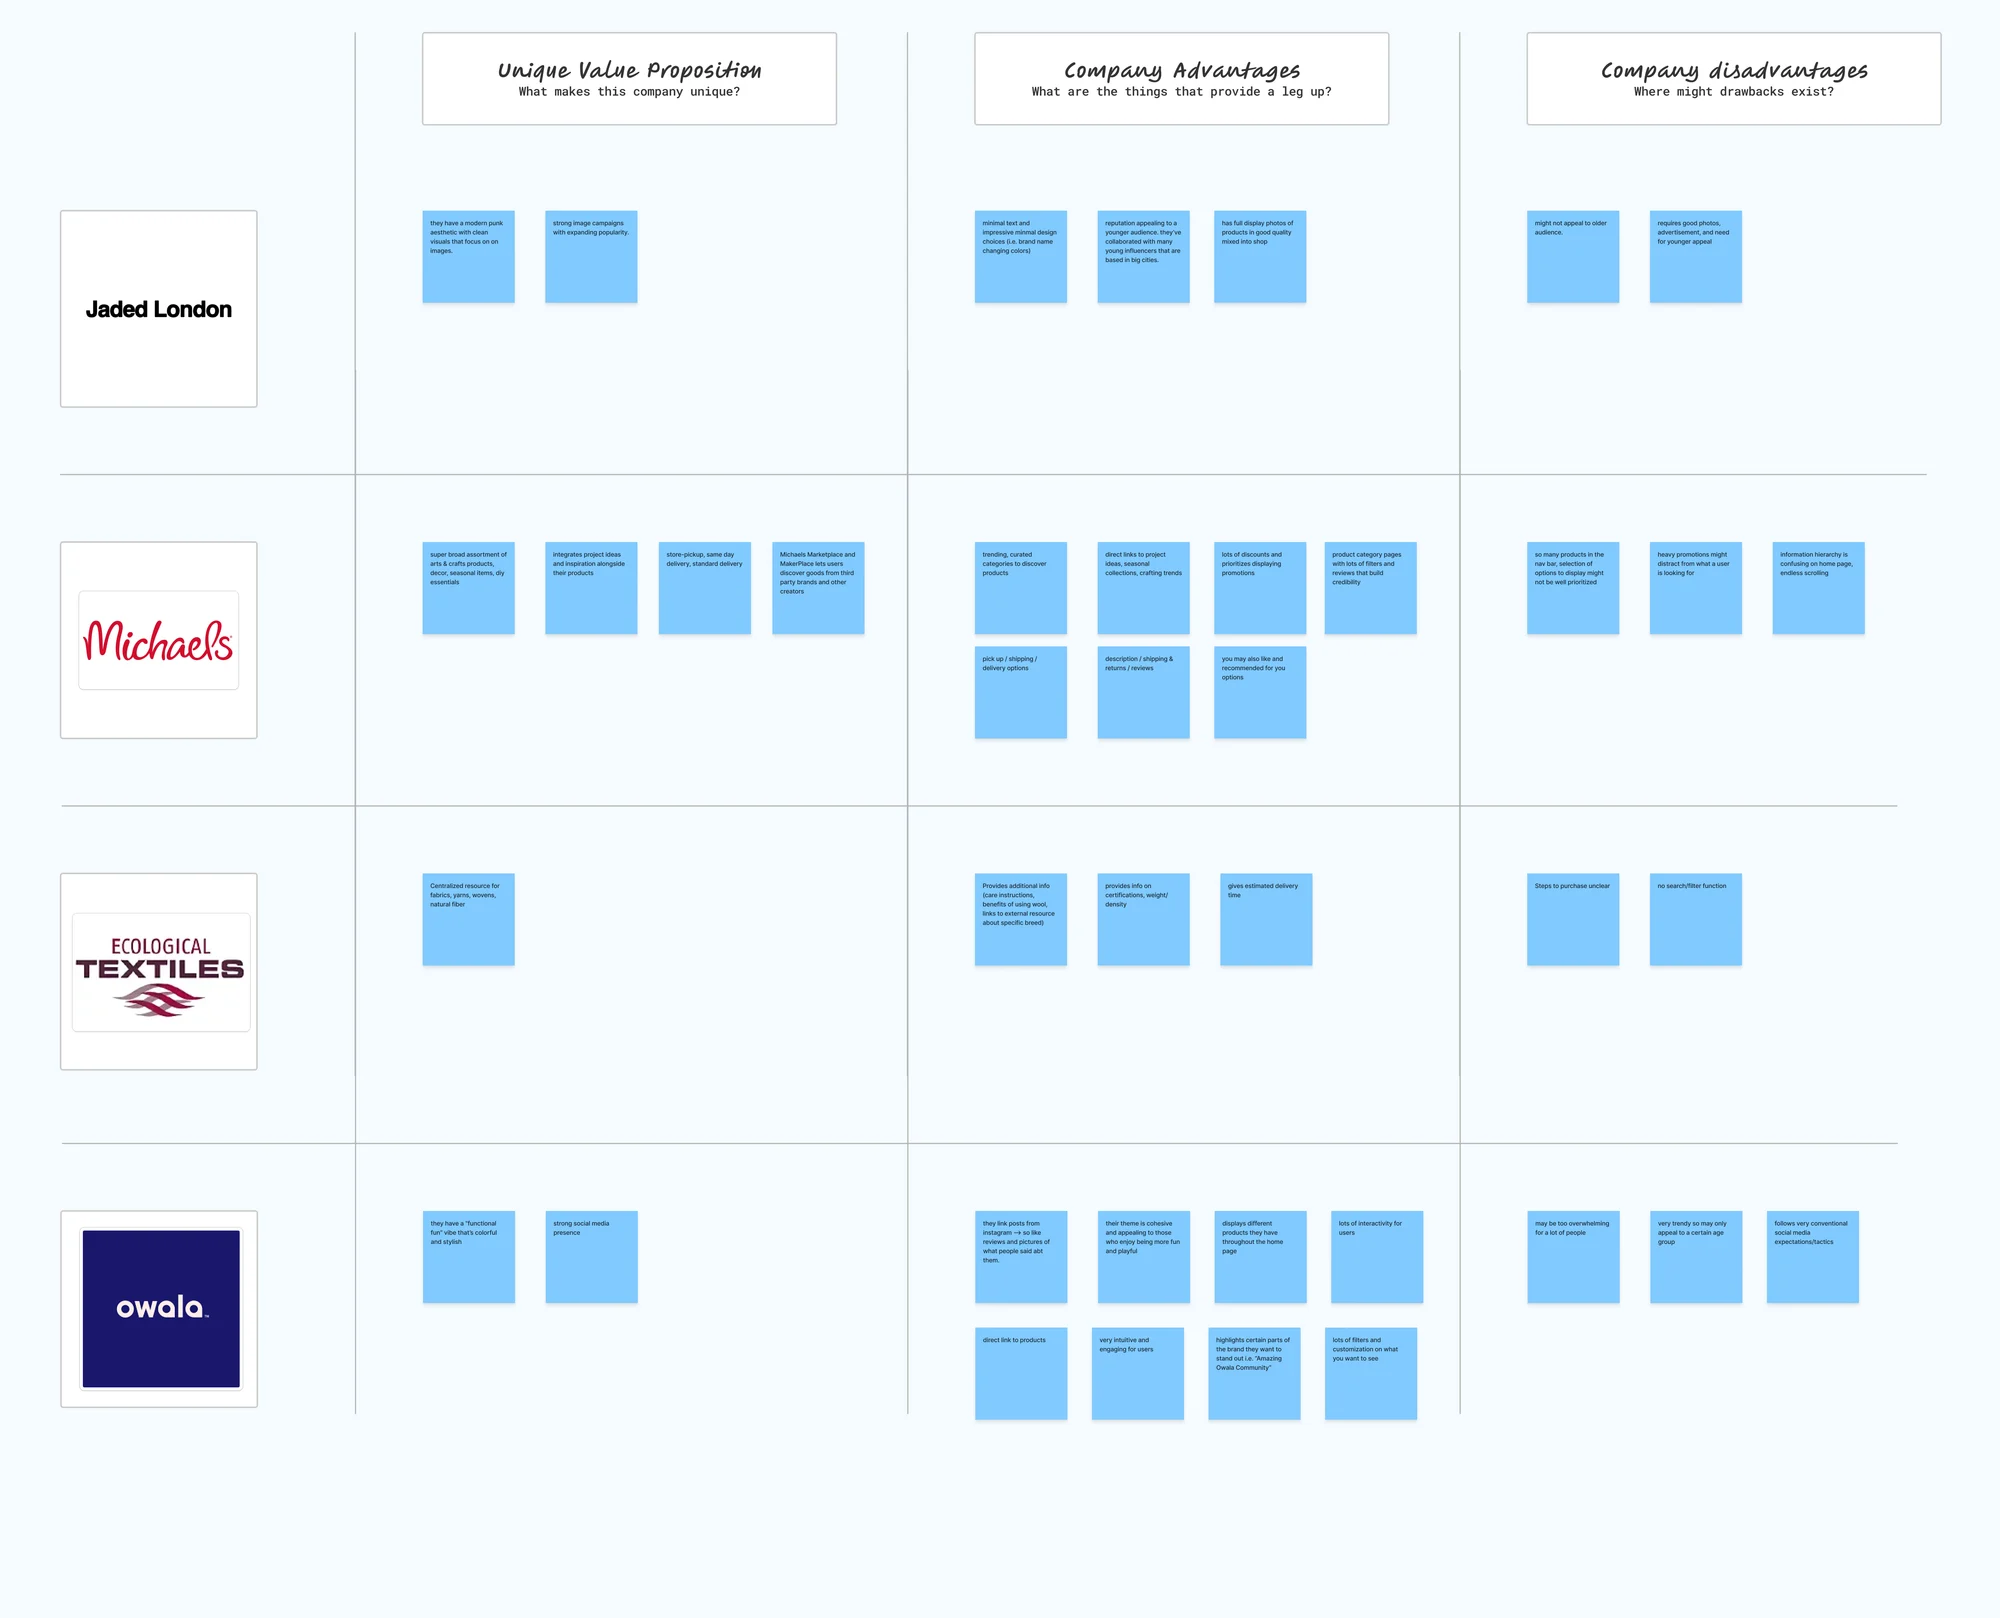 Unique Value Proposition
What makes this company unique?
Company Advantages
What are the things that provide a leg up?
Company disadvantages
Where might drawbacks exist?
Jaded London
they have a modern punk
aesthetic with clean
visuals that focus on on
images.
strong image campaigns
with expanding popularity.
minimal text and
impressive minmal design
choices (i.e. brand name
changing colors)
reputation appealing to a
younger audience. they've
collaborated with many
young influencers that are
based in big cities.
has full display photos of
products in good quality
mixed into shop
might not appeal to older
audience.
requires good photos,
advertisement, and need
for younger appeal
Michaels
super broad assortment of
arts & crafts products,
decor, seasonal items, diy
essentials
integrates project ideas
and inspiration alongside
their products
store-pickup, same day
delivery, standard delivery
Michaels Marketplace and
MakerPlace lets users
discover goods from third
party brands and other
creators
trending, curated
categories to discover
products
direct links to project
ideas, seasonal
collections, crafting trends
lots of discounts and
prioritizes displaying
promotions
product category pages
with lots of filters and
reviews that build
credibility
pick up / shipping /
delivery options
description / shipping &
returns / reviews
you may also like and
recommended for you
options
so many products in the
nav bar, selection of
options to display might
not be well prioritized
heavy promotions might
distract from what a user
is looking for
information hierarchy is
confusing on home page,
endless scrolling
ECOLOGICAL
TEXTILES
Centralized resource for
fabrics, yarns, wovens,
natural fiber
Provides additional info
(care instructions,
benefits of using wool,
links to external resource
about specific breed)
provides info on
certifications, weight/
density
gives estimated delivery
time
Steps to purchase unclear
no search/filter function
owala™
they have a "functional
fun" vibe that's colorful
and stylish
strong social media
presence
they link posts from
instagram --> so like
reviews and pictures of
what people said abt
them.
their theme is cohesive
and appealing to those
who enjoy being more fun
and playful
displays different
products they have
throughout the home
page
lots of interactivity for
users
direct link to products
very intuitive and
engaging for users
highlights certain parts of
the brand they want to
stand out i.e. "Amazing
Owala Community"
lots of filters and
customization on what
you want to see
may be too overwhelming
for a lot of people
very trendy so may only
appeal to a certain age
group
follows very conventional
social media
expectations/tactics